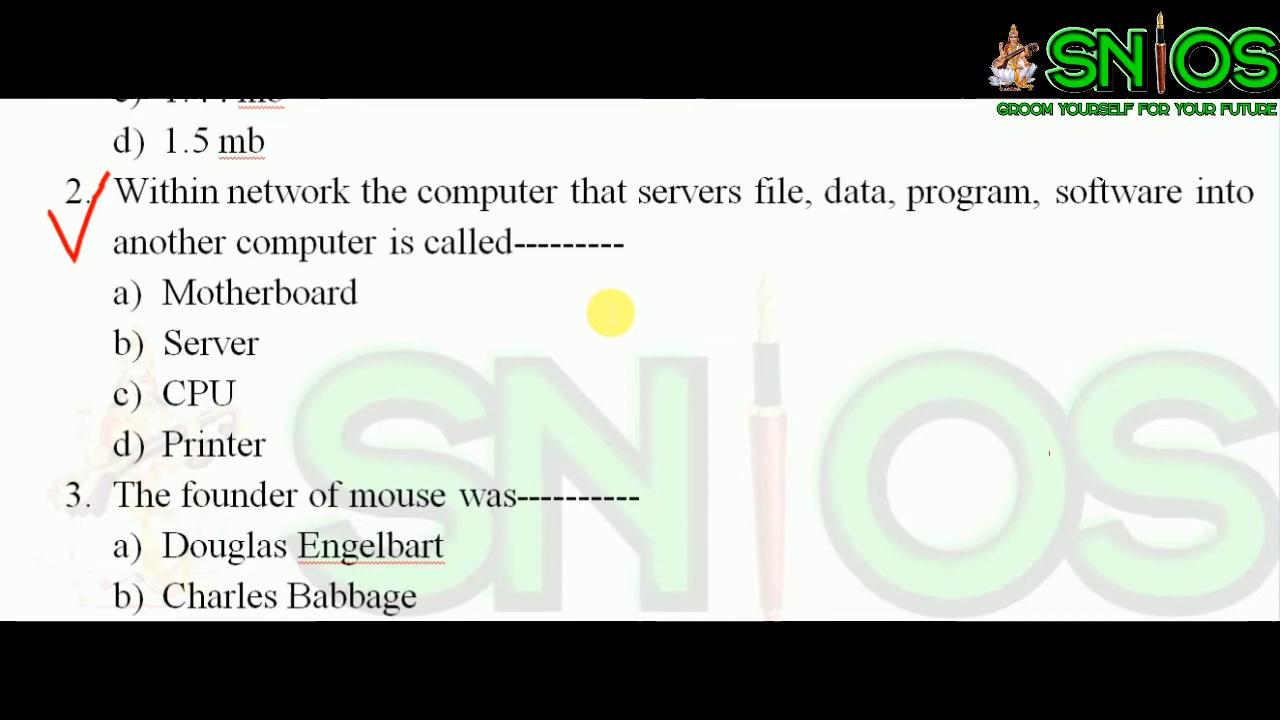 SNIOS
GROOM YOURSELF FOR YOUR FUTURE
d) 1.5 mb
2. Within network the computer that servers file, data, program, software into
another computer is called---------
a) Motherboard
b) Server
c) CPU
d) Printer
3. The founder of mouse was----------
a) Douglas Engelbart
b) Charles Babbage
SNIOS